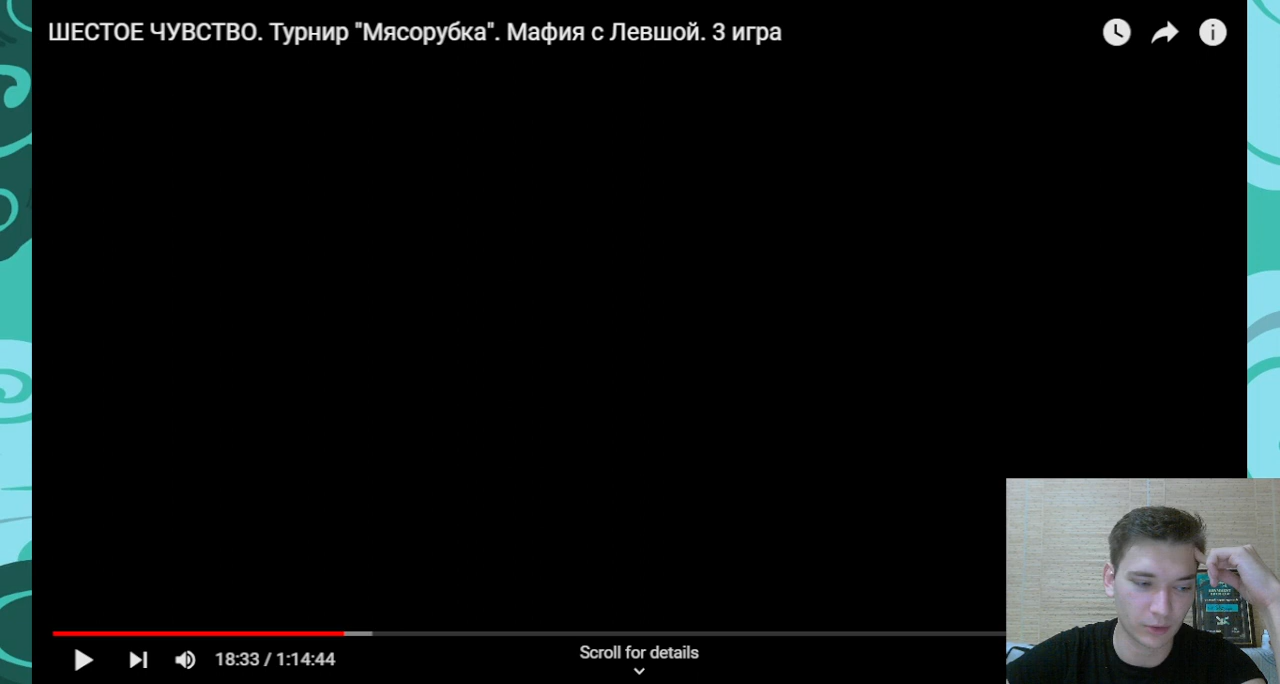 ШЕСТОЕ ЧУВСТВО. Турнир "Мясорубка". Мафия с Левшой. 3 игра
18:33 / 1:14:44
Scroll for details